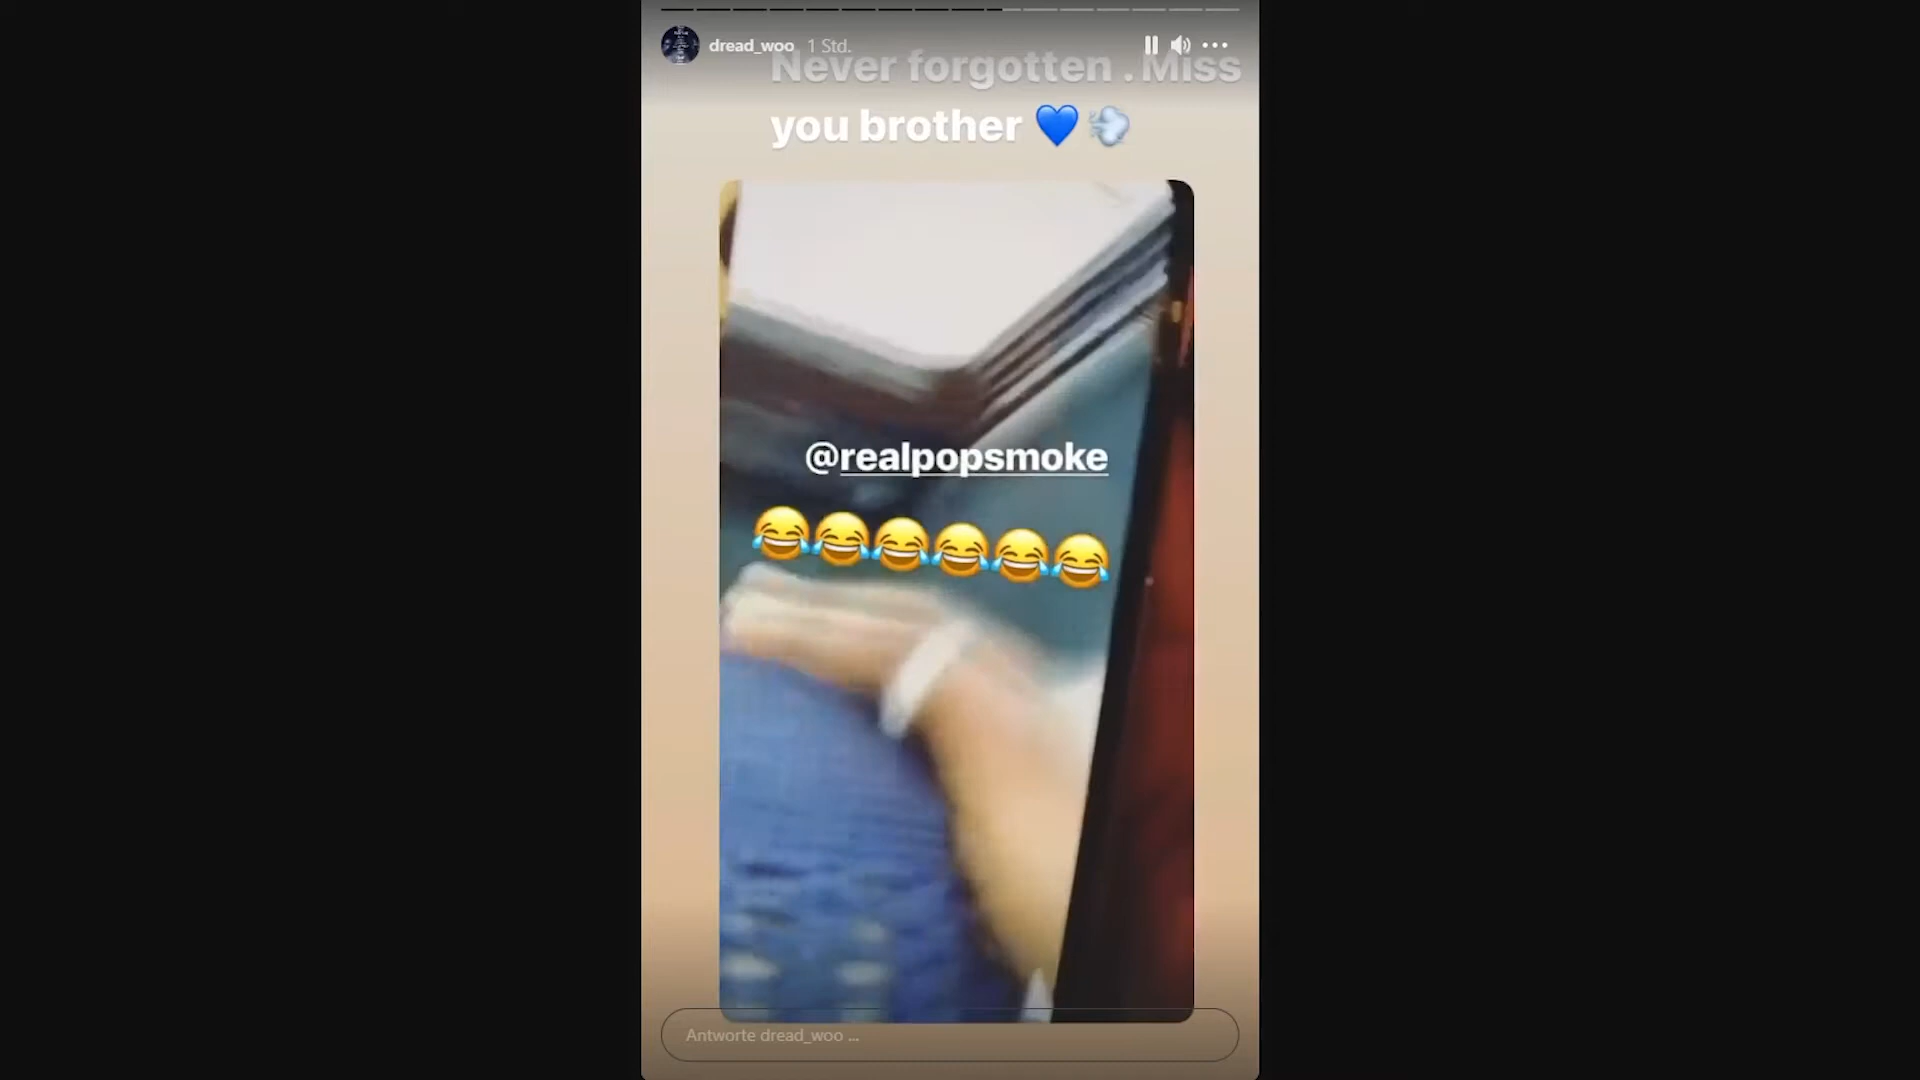 dread_woo 1 Std.
Never forgotten . Miss
you brother 💙 💨
@realpopsmoke
😂😂😂😂😂😂
Antworte dread_woo ...